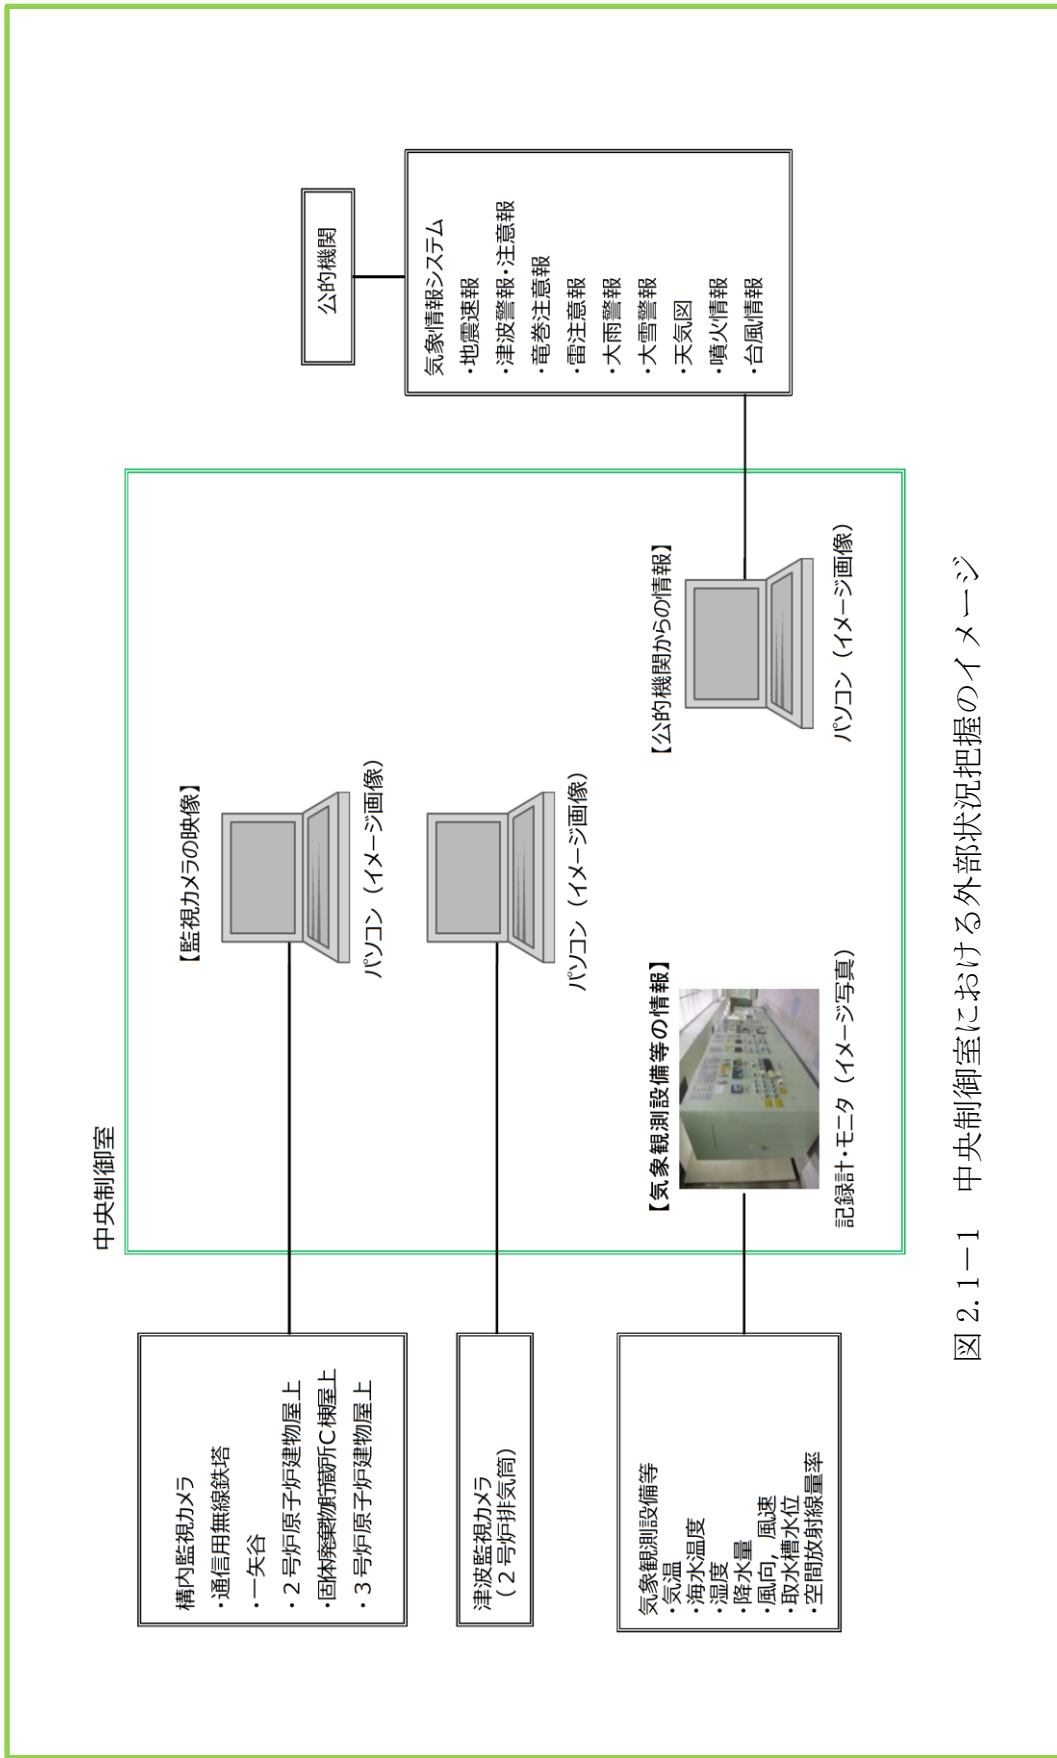 中央制御室
構内監視カメラ
・通信用無線鉄塔
・一矢谷
・２号炉原子炉建物屋上
・固体廃棄物貯蔵所C棟屋上
・３号炉原子炉建物屋上
津波監視カメラ
（２号炉排気筒）
気象観測設備等
・気温
・海水温度
・湿度
・降水量
・風向，風速
・取水槽水位
・空間放射線量率
【監視カメラの映像】
パソコン（イメージ画像）
パソコン（イメージ画像）
【気象観測設備等の情報】
記録計・モニタ（イメージ写真）
【公的機関からの情報】
パソコン（イメージ画像）
公的機関
気象情報システム
・地震速報
・津波警報・注意報
・竜巻注意報
・雷注意報
・大雨警報
・大雪警報
・天気図
・噴火情報
・台風情報
図 2.1－1　中央制御室における外部状況把握のイメージ